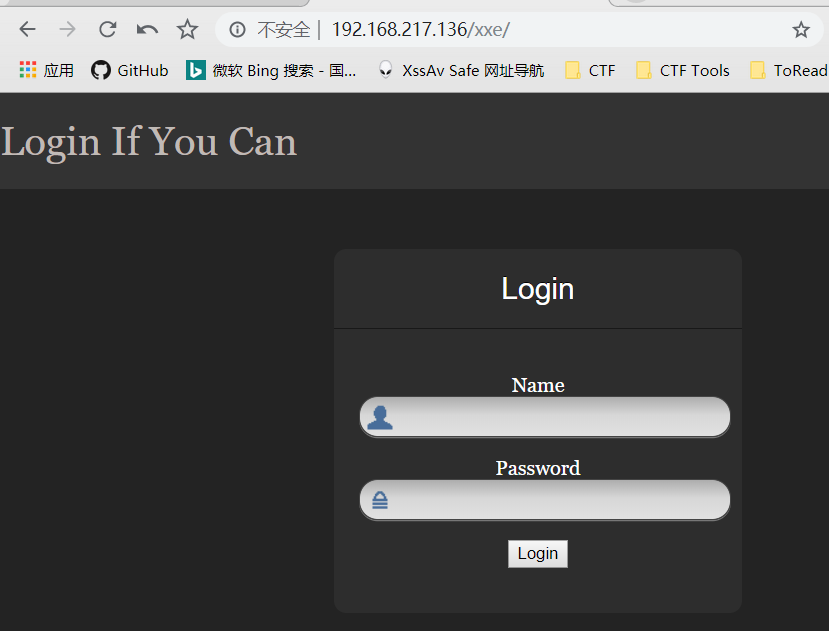 不安全 | 192.168.217.136/xxe/
应用 GitHub 微软 Bing 搜索 - 国... XssAv Safe 网址导航 CTF CTF Tools ToRead
Login If You Can
Login
Name
Password
Login